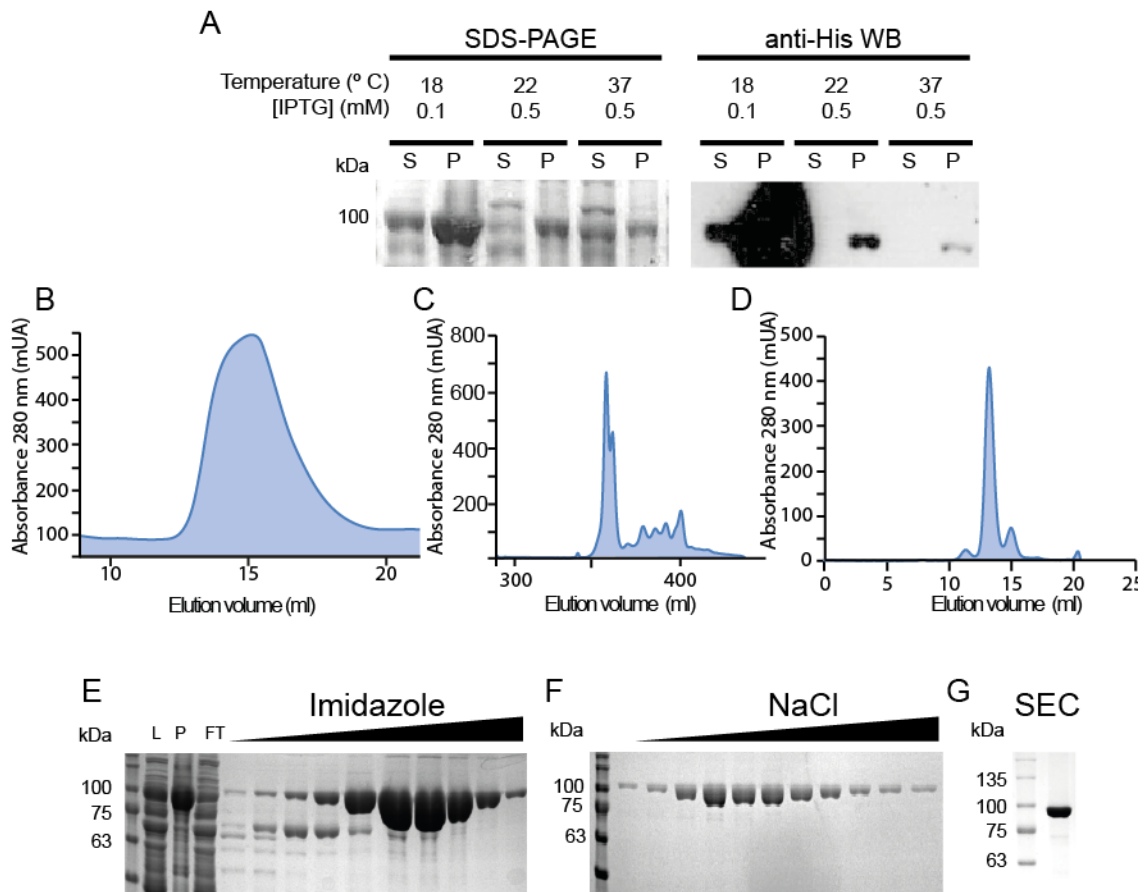 A
SDS-PAGE anti-His WB
Temperature (º C) 18 22 37 18 22 37
[IPTG] (mM) 0.1 0.5 0.5 0.1 0.5 0.5
kDa S P S P S P S P S P S P
100
B
Absorbance 280 nm (mUA)
500
400
300
200
100
10 15 20
Elution volume (ml)
C
Absorbance 280 nm (mUA)
800
600
400
200
300 400
Elution volume (ml)
D
Absorbance 280 nm (mUA)
500
400
300
200
100
0
0 5 10 15 20 25
Elution volume (ml)
E
Imidazole
kDa L P FT
100
75
63
F
NaCl
kDa
100
75
63
G
SEC
kDa
135
100
75
63